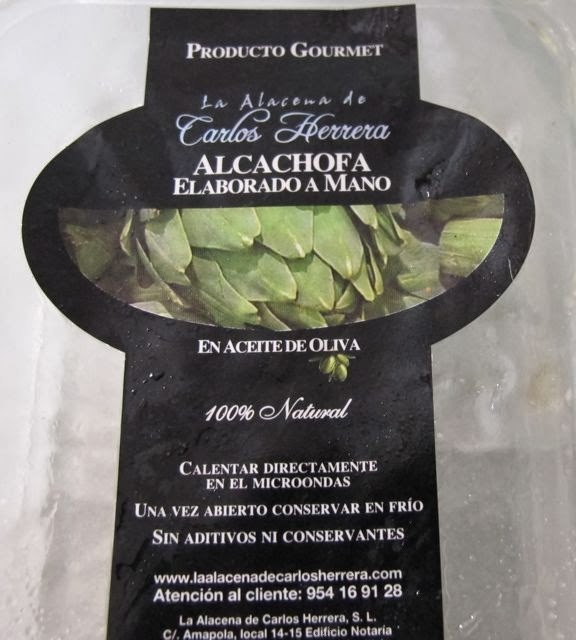 PRODUCTO GOURMET
La Alacena de
Carlos Herrera
ALCACHOFA
ELABORADO A MANO
EN ACEITE DE OLIVA
100% Natural
CALENTAR DIRECTAMENTE
EN EL MICROONDAS
UNA VEZ ABIERTO CONSERVAR EN FRÍO
SIN ADITIVOS NI CONSERVANTES
www.laalacenadecarlosherrera.com
Atención al cliente: 954 16 91 28
La Alacena de Carlos Herrera, S. L.
C/. Amapola, local 14-15 Edificio Notaría